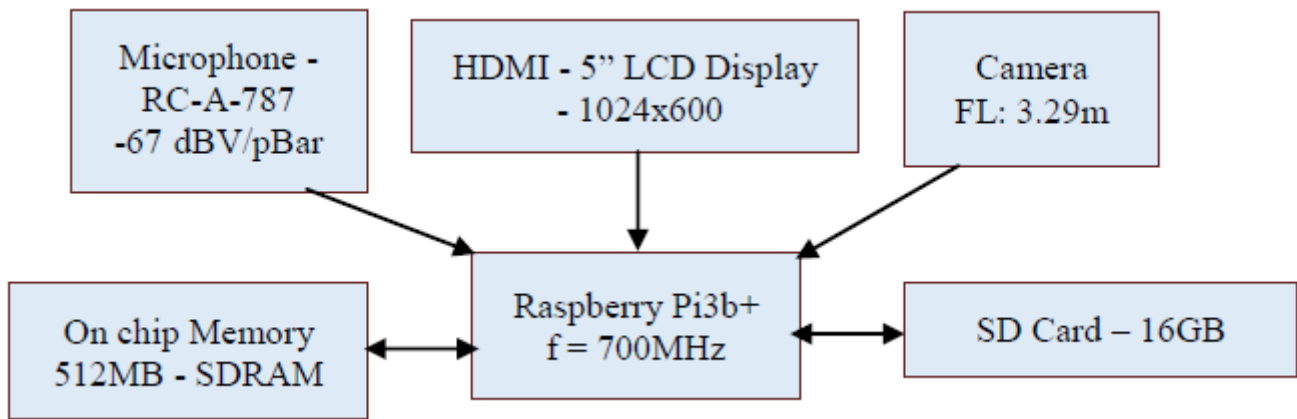 Microphone -
RC-A-787
-67 dBV/pBar
HDMI - 5” LCD Display
- 1024x600
Camera
FL: 3.29m
On chip Memory
512MB - SDRAM
Raspberry Pi3b+
f = 700MHz
SD Card – 16GB